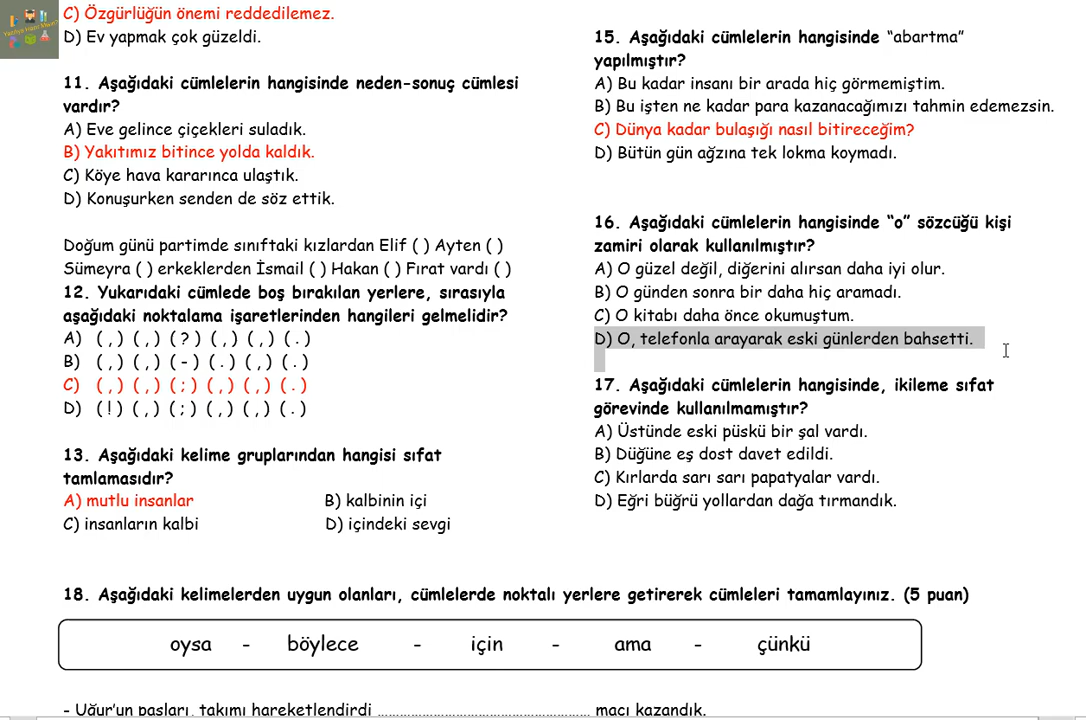 C) Özgürlüğün önemi reddedilemez.
D) Ev yapmak çok güzeldi.
11. Aşağıdaki cümlelerin hangisinde neden-sonuç cümlesi
vardır?
A) Eve gelince çiçekleri suladık.
B) Yakıtımız bitince yolda kaldık.
C) Köye hava kararınca ulaştık.
D) Konuşurken senden de söz ettik.
Doğum günü partimde sınıftaki kızlardan Elif ( ) Ayten ( )
Sümeyra ( ) erkeklerden İsmail ( ) Hakan ( ) Fırat vardı ( )
12. Yukarıdaki cümlede boş bırakılan yerlere, sırasıyla
aşağıdaki noktalama işaretlerinden hangileri gelmelidir?
A) (,) (,) (?) (,) (,) (.)
B) (,) (,) (-) (.) (,) (.)
C) (,) (,) (;) (,) (,) (.)
D) (!) (,) (;) (,) (,) (.)
13. Aşağıdaki kelime gruplarından hangisi sıfat
tamlamasıdır?
A) mutlu insanlar B) kalbinin içi
C) insanların kalbi D) içindeki sevgi
15. Aşağıdaki cümlelerin hangisinde “abartma”
yapılmıştır?
A) Bu kadar insanı bir arada hiç görmemiştim.
B) Bu işten ne kadar para kazanacağımızı tahmin edemezsin.
C) Dünya kadar bulaşığı nasıl bitireceğim?
D) Bütün gün ağzına tek lokma koymadı.
16. Aşağıdaki cümlelerin hangisinde “o” sözcüğü kişi
zamiri olarak kullanılmıştır?
A) O güzel değil, diğerini alırsan daha iyi olur.
B) O günden sonra bir daha hiç aramadı.
C) O kitabı daha önce okumuştum.
D) O, telefonla arayarak eski günlerden bahsetti.
17. Aşağıdaki cümlelerin hangisinde, ikileme sıfat
görevinde kullanılmamıştır?
A) Üstünde eski püskü bir şal vardı.
B) Düğüne eş dost davet edildi.
C) Kırlarda sarı sarı papatyalar vardı.
D) Eğri büğrü yollardan dağa tırmandık.
18. Aşağıdaki kelimelerden uygun olanları, cümlelerde noktalı yerlere getirerek cümleleri tamamlayınız. (5 puan)
oysa - böylece - için - ama - çünkü
- Uğur’un pasları, takımı hareketlendirdi ........................................................ maçı kazandık.